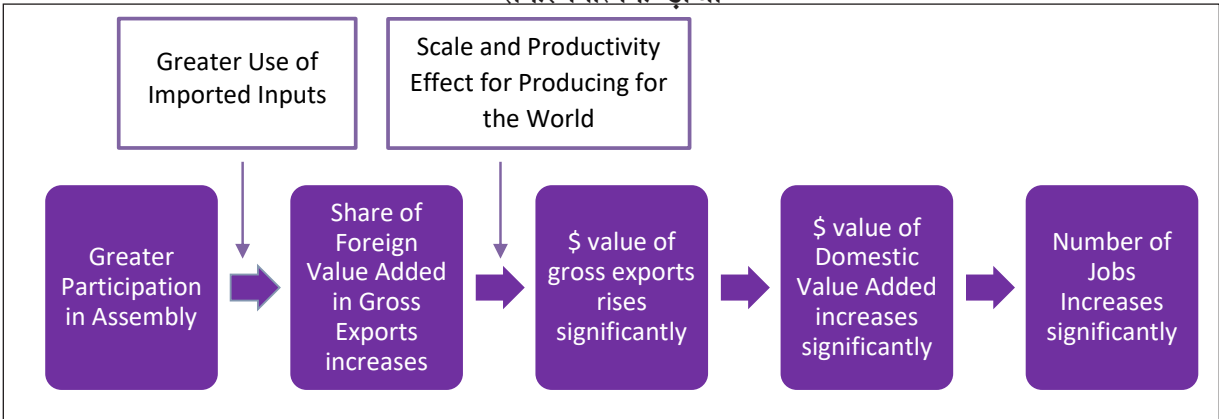 Greater Use of
Imported Inputs
Scale and Productivity
Effect for Producing for
the World
Greater
Participation
in Assembly
Share of
Foreign
Value Added
in Gross
Exports
increases
$ value of
gross exports
rises
significantly
$ value of
Domestic
Value Added
increases
significantly
Number of
Jobs
Increases
significantly